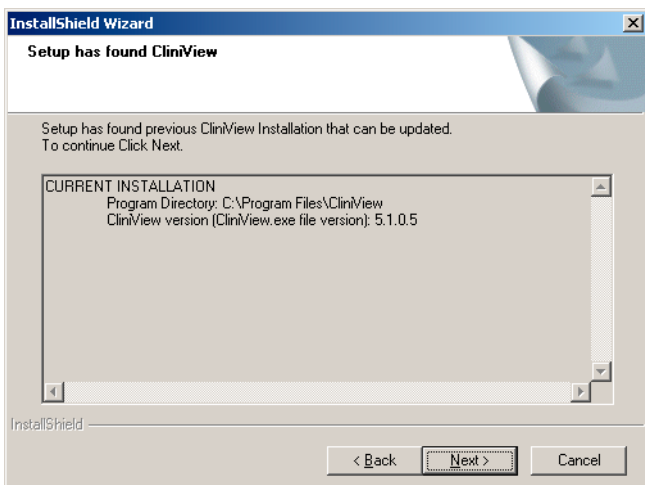 InstallShield Wizard
Setup has found CliniView
Setup has found previous CliniView Installation that can be updated.
To continue Click Next.
CURRENT INSTALLATION
Program Directory: C:\Program Files\CliniView
CliniView version (CliniView.exe file version): 5.1.0.5
InstallShield
< Back Next > Cancel